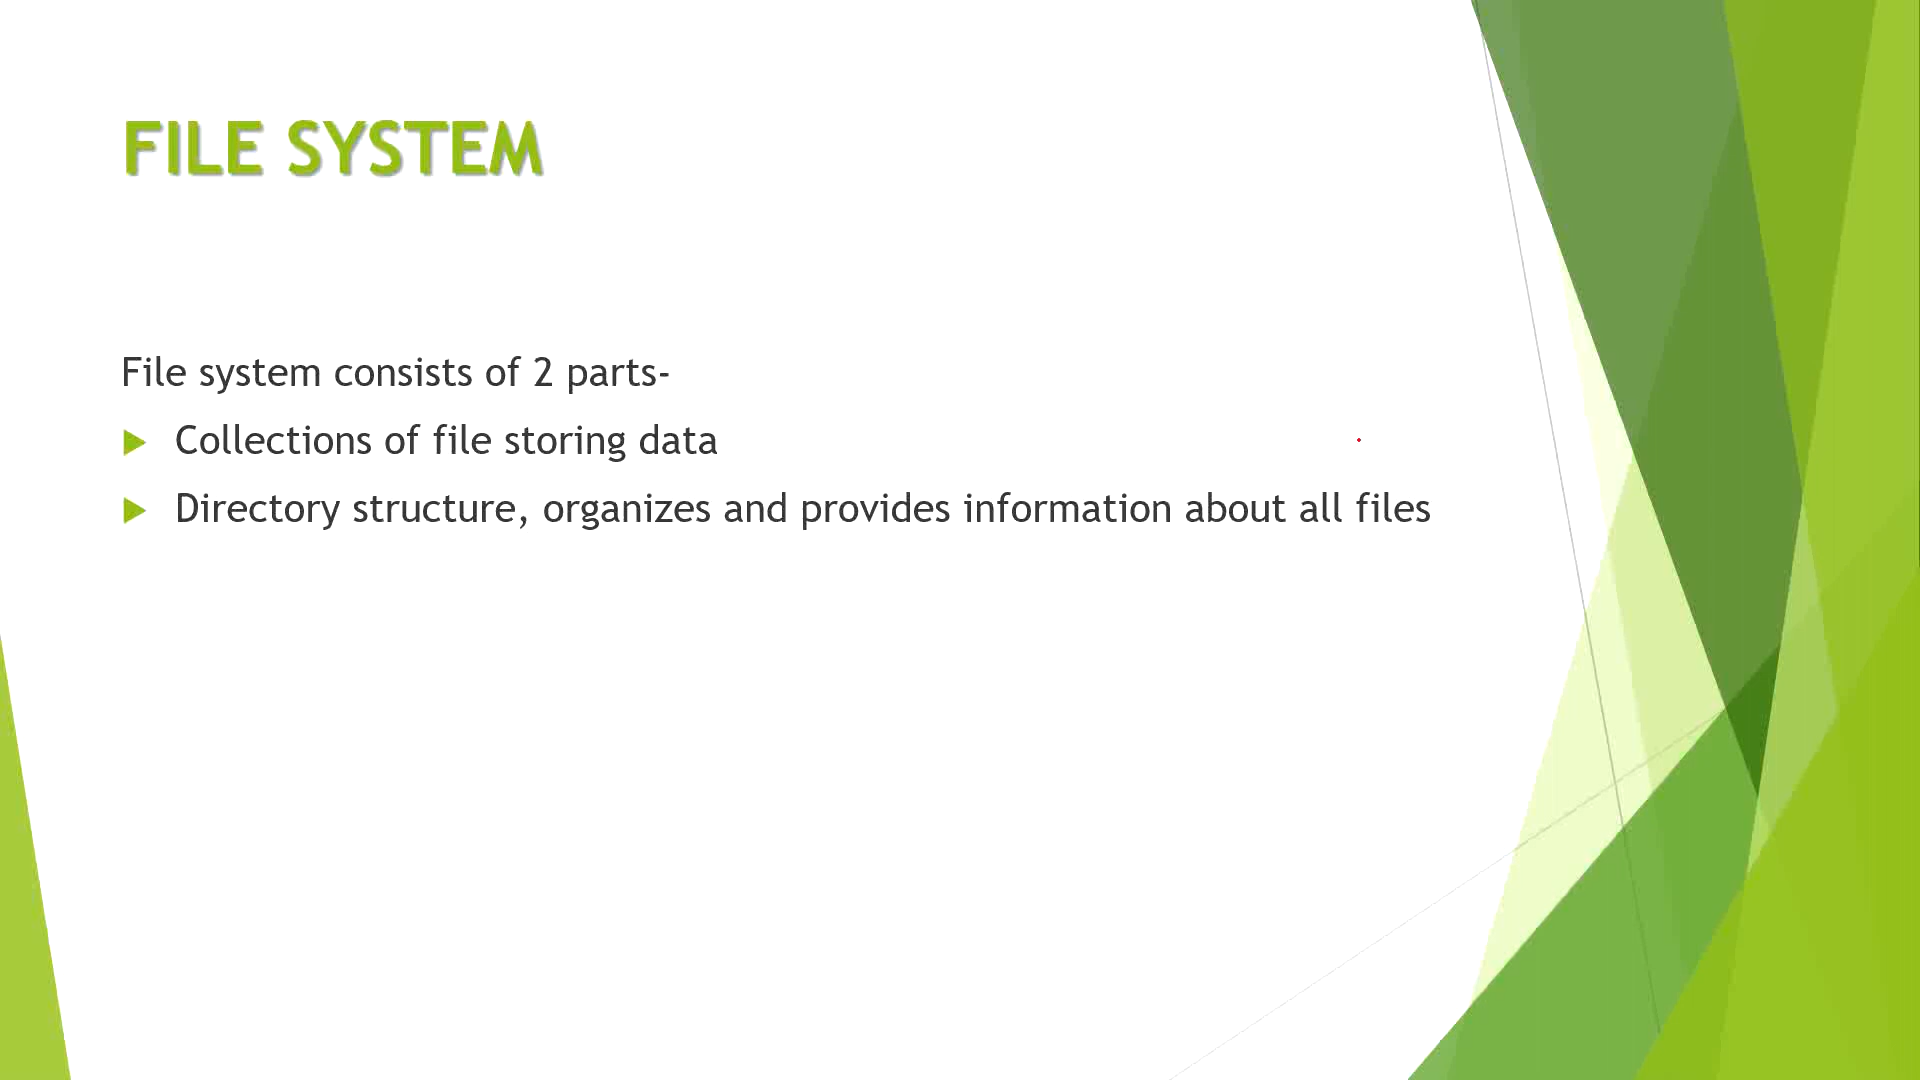 FILE SYSTEM
File system consists of 2 parts-
Collections of file storing data
Directory structure, organizes and provides information about all files